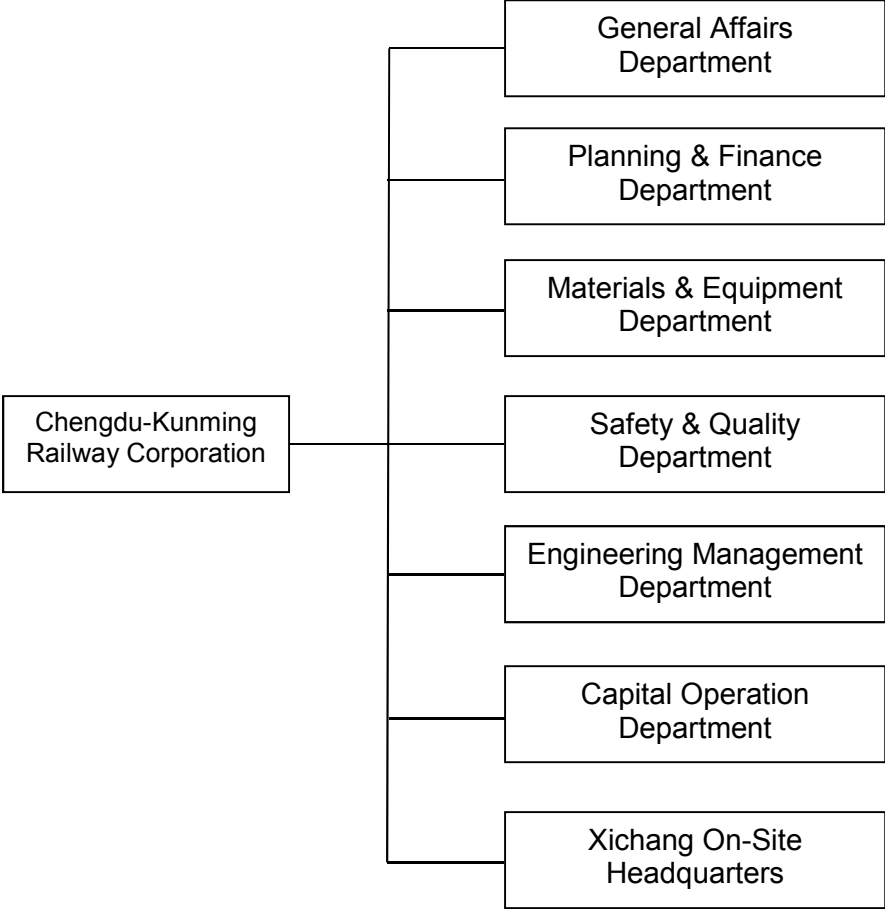 General Affairs
Department
Planning & Finance
Department
Materials & Equipment
Department
Chengdu-Kunming
Railway Corporation
Safety & Quality
Department
Engineering Management
Department
Capital Operation
Department
Xichang On-Site
Headquarters